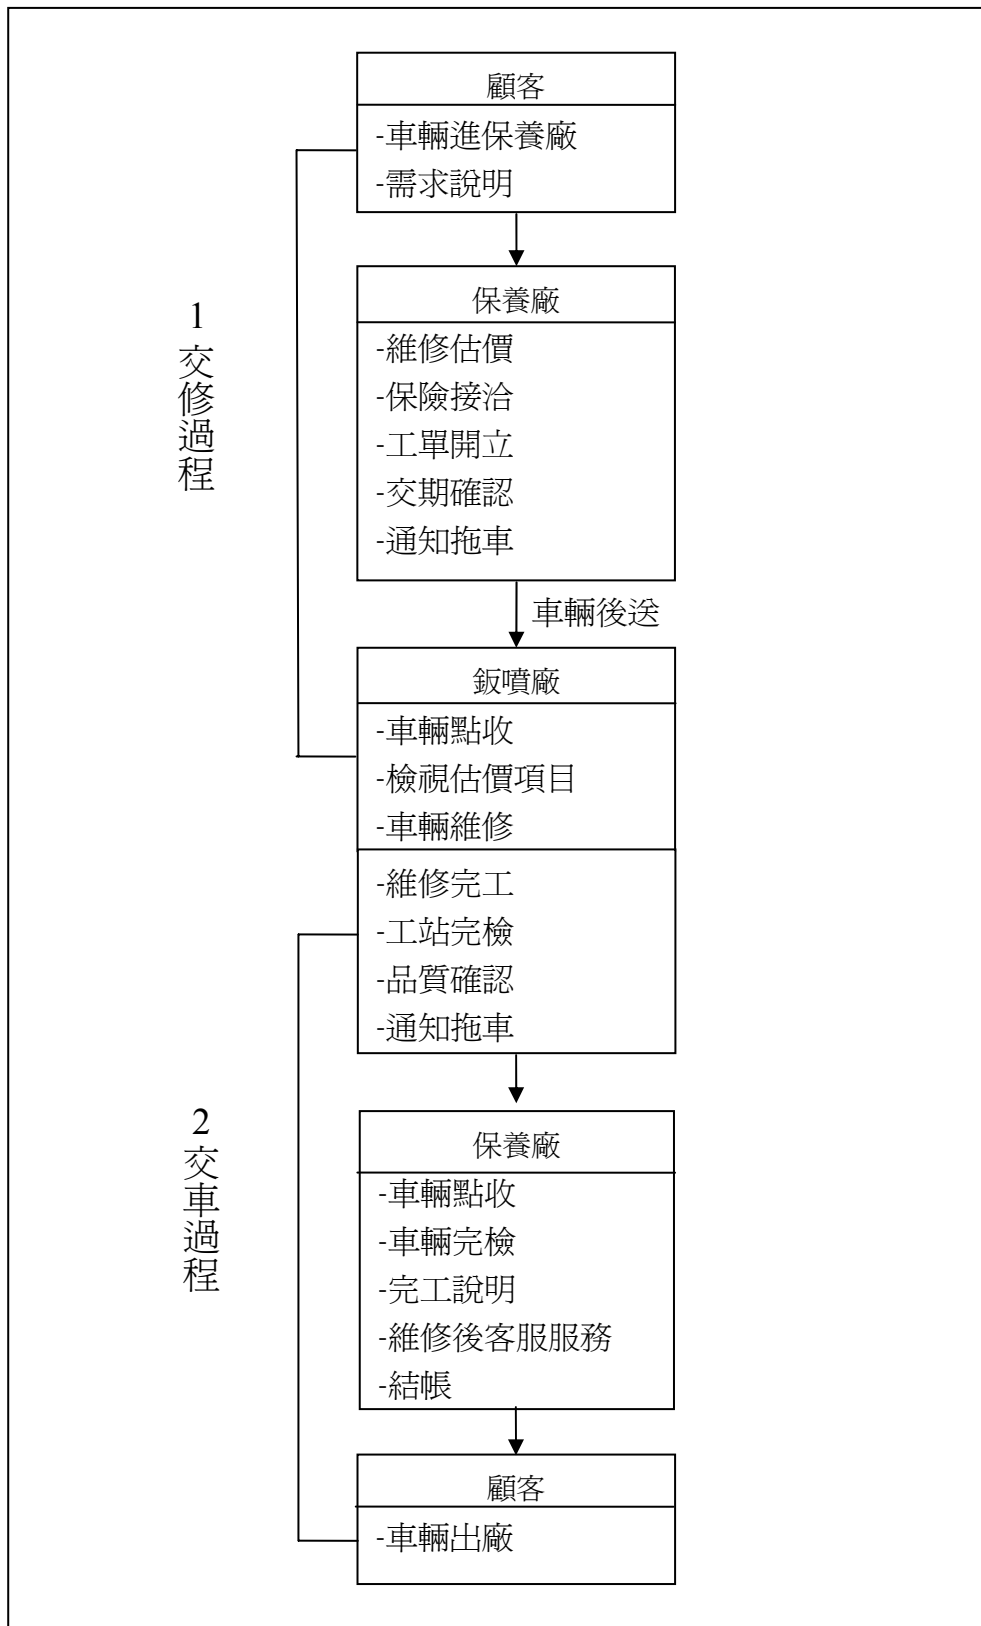 顧客
-車輛進保養廠
-需求說明
1
交修過程
保養廠
-維修估價
-保險接洽
-工單開立
-交期確認
-通知拖車
車輛後送
鈑噴廠
-車輛點收
-檢視估價項目
-車輛維修
-維修完工
-工站完檢
-品質確認
-通知拖車
2
交車過程
保養廠
-車輛點收
-車輛完檢
-完工說明
-維修後客服服務
-結帳
顧客
-車輛出廠